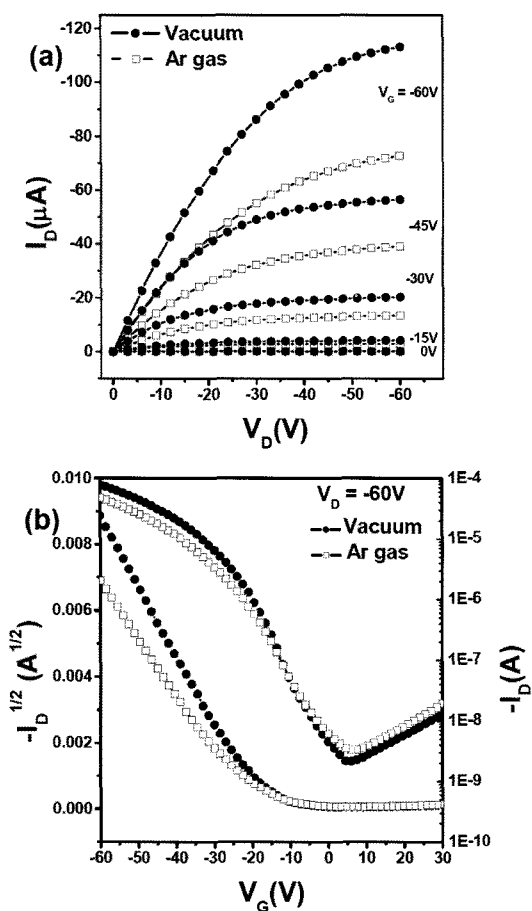 -120
-100
-80
-60
-40
-20
0
I_D(μA)
(a)
Vacuum
Ar gas
V_G = -60V
-45V
-30V
-15V
0V
0 -10 -20 -30 -40 -50 -60
V_D(V)
0.010
0.008
0.006
0.004
0.002
0.000
-I_D^1/2 (A^1/2)
(b)
V_D = -60V
Vacuum
Ar gas
1E-4
1E-5
1E-6
1E-7
1E-8
1E-9
1E-10
-I_D(A)
-60 -50 -40 -30 -20 -10 0 10 20 30
V_G(V)